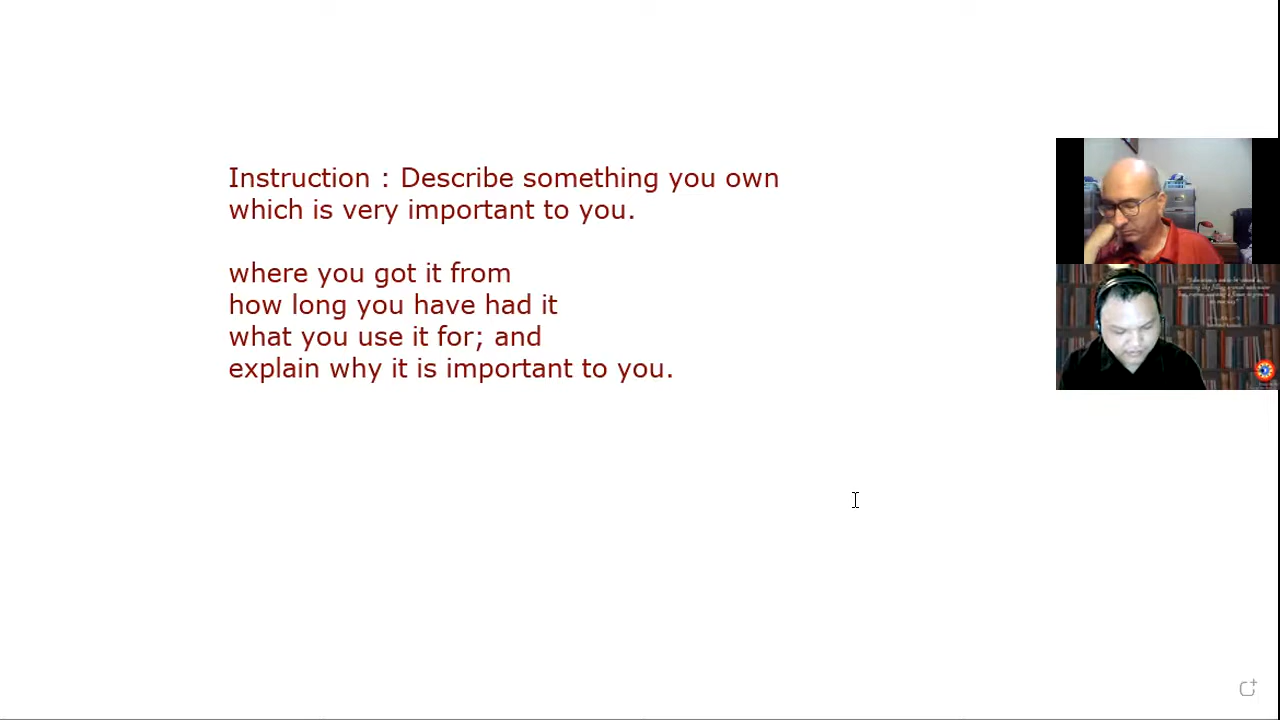 Instruction : Describe something you own
which is very important to you.
where you got it from
how long you have had it
what you use it for; and
explain why it is important to you.